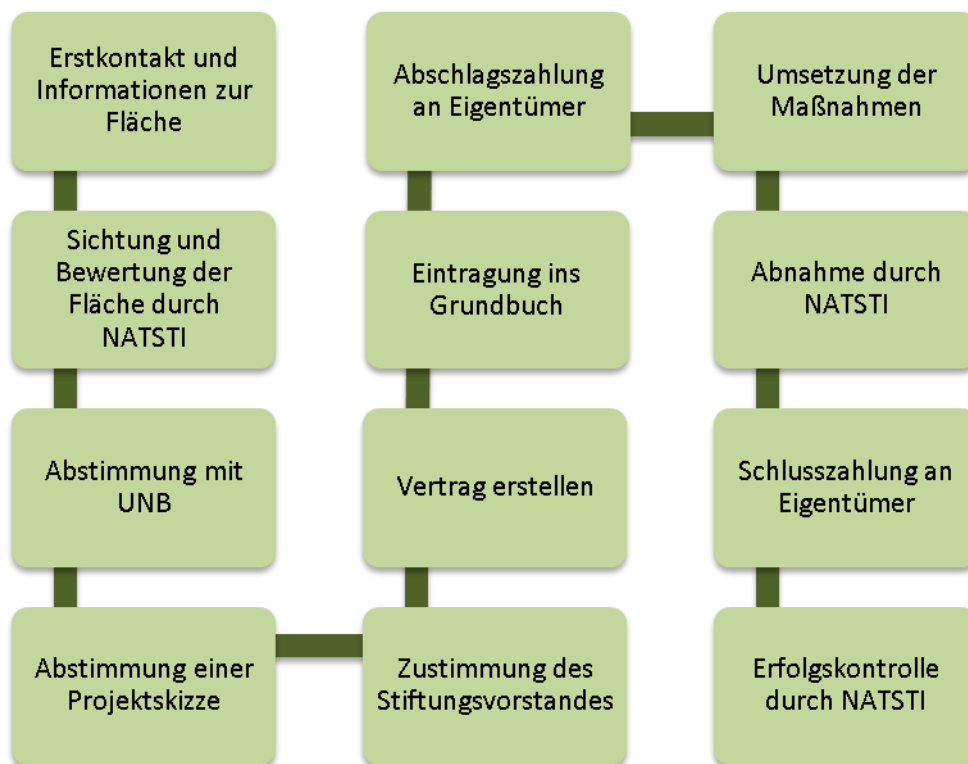 Erstkontakt und
Informationen zur
Fläche
Sichtung und
Bewertung der
Fläche durch
NATSTI
Abstimmung mit
UNB
Abstimmung einer
Projektskizze
Zustimmung des
Stiftungsvorstandes
Vertrag erstellen
Eintragung ins
Grundbuch
Abschlagszahlung
an Eigentümer
Umsetzung der
Maßnahmen
Abnahme durch
NATSTI
Schlusszahlung an
Eigentümer
Erfolgskontrolle
durch NATSTI